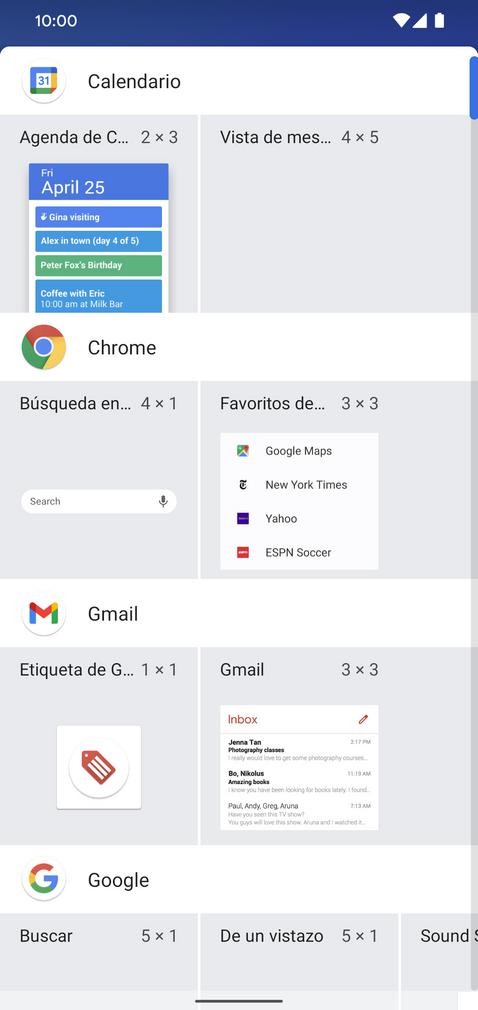 10:00
31
Calendario
Agenda de C... 2 × 3
Vista de mes... 4 × 5
Fri
April 25
Gina visiting
Alex in town (day 4 of 5)
Peter Fox's Birthday
Coffee with Eric
10:00 am at Milk Bar
Chrome
Búsqueda en... 4 × 1
Favoritos de... 3 × 3
Search
Google Maps
New York Times
Yahoo
ESPN Soccer
Gmail
Etiqueta de G... 1 × 1
Gmail 3 × 3
Inbox
Jenna Tan 2:17 PM
Photography classes
I really would love to get some photography courses...
Bo, Nikolus 11:19 AM
Amazing books
I know you have been looking for books lately. I found...
Paul, Andy, Greg, Aruna 7:13 AM
Have you seen this TV show?
You guys will love this show. Aruna and I watched it...
Google
Buscar 5 × 1
De un vistazo 5 × 1
Sound S